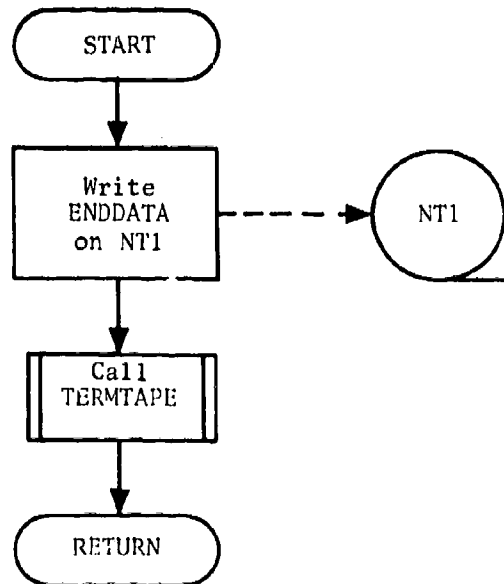 START
Write
ENDDATA
on NT1
NT1
Call
TERMTAPE
RETURN